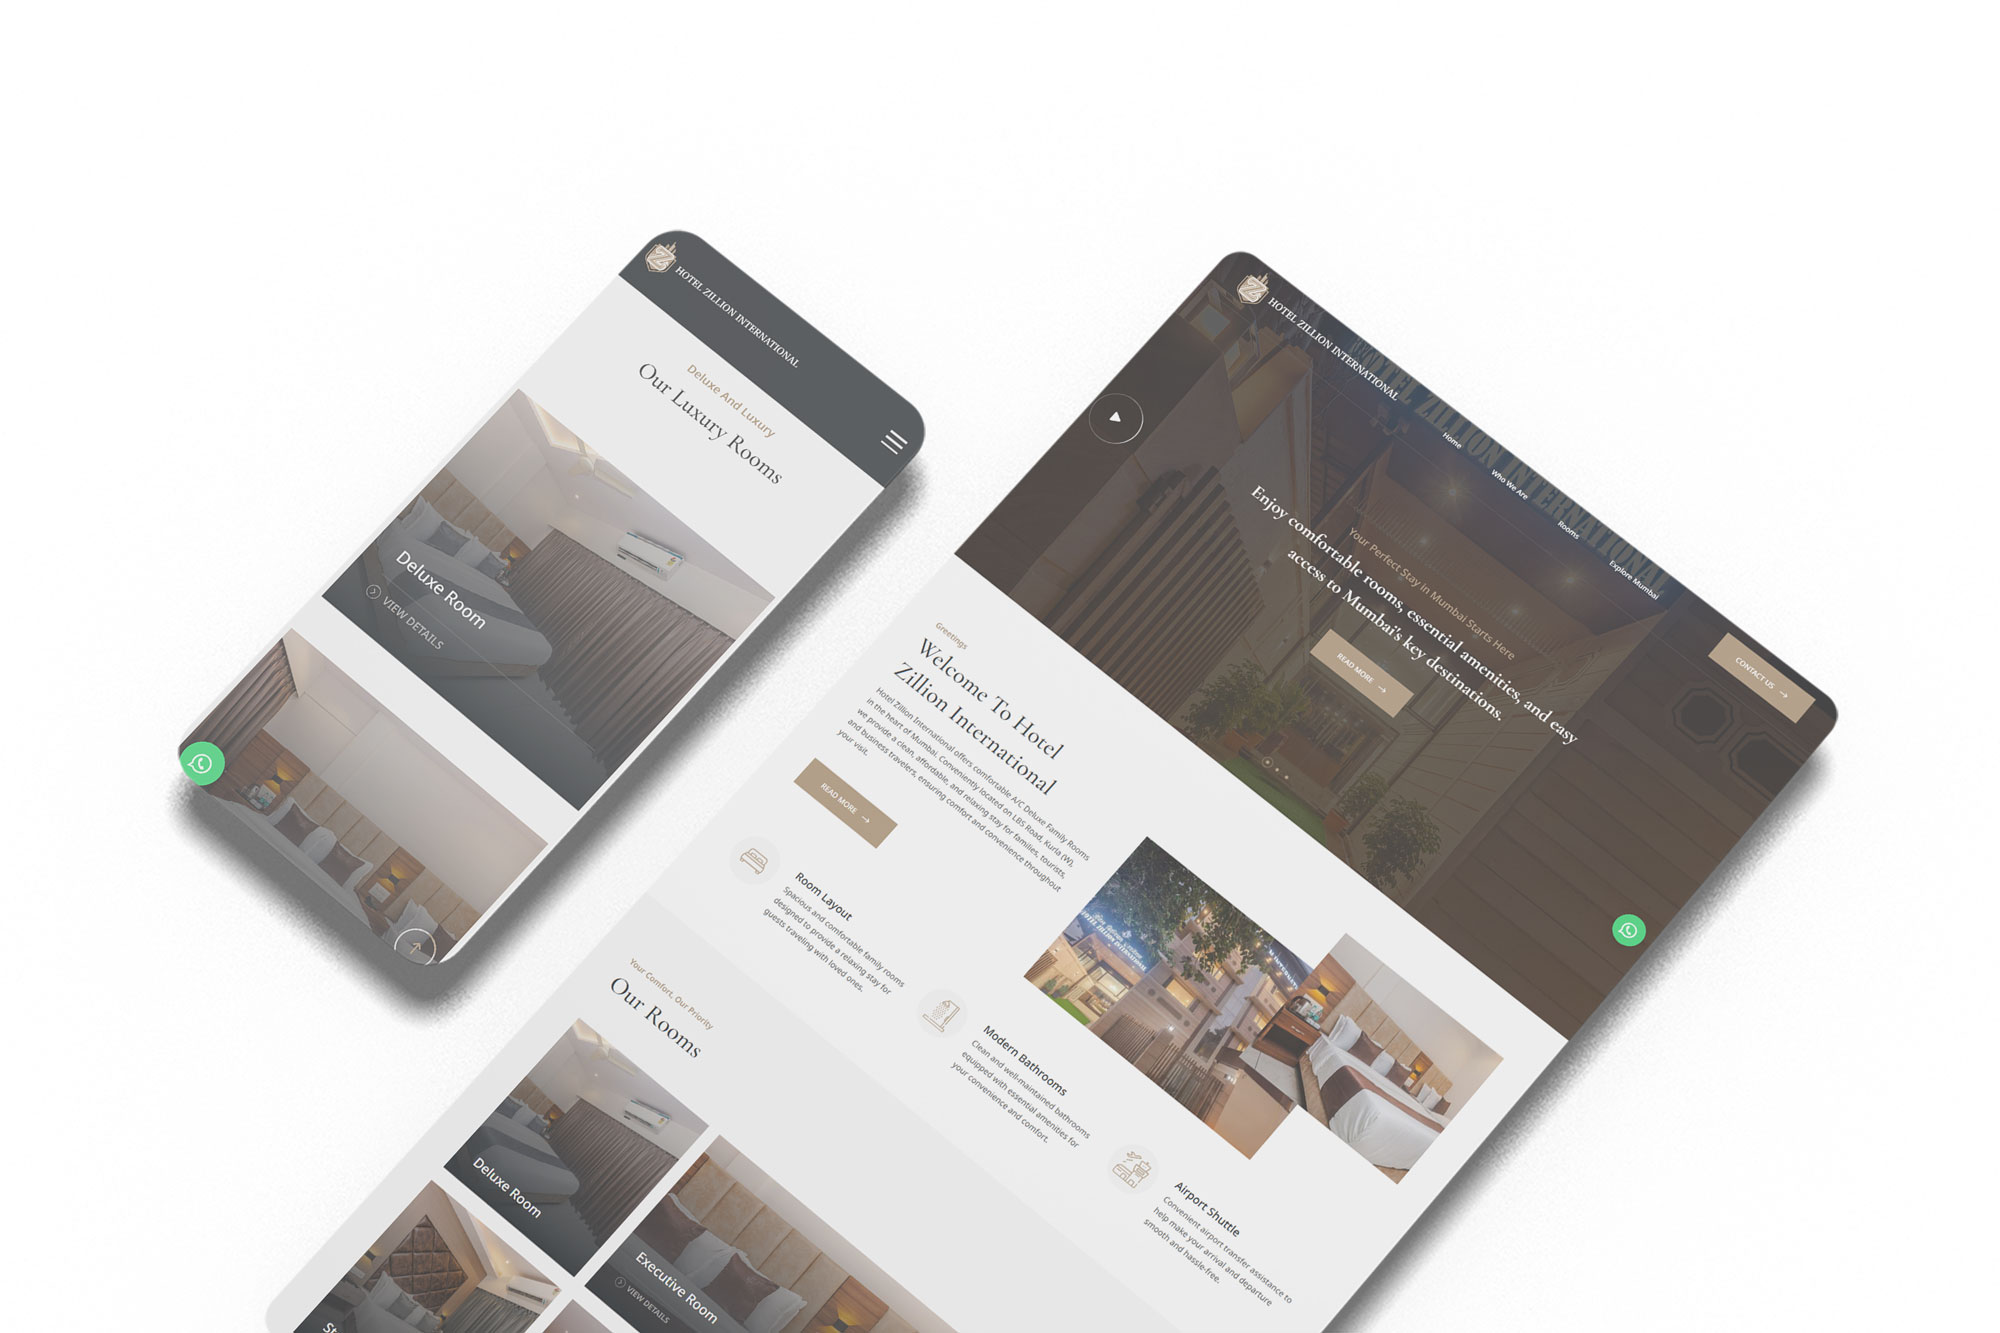 HOTEL ZILLION INTERNATIONAL
Deluxe And Luxury
Our Luxury Rooms
Deluxe Room
VIEW DETAILS
HOTEL ZILLION INTERNATIONAL
HOTEL ZILLION INTERNATIONAL
Home
Who We Are
Rooms
Explore Mumbai
CONTACT US
Your Perfect Stay in Mumbai Starts Here
Enjoy comfortable rooms, essential amenities, and easy
access to Mumbai's key destinations.
READ MORE
Greetings
Welcome To Hotel
Zillion International
Hotel Zillion International offers comfortable A/C Deluxe Family Rooms
in the heart of Mumbai. Conveniently located on LBS Road, Kurla (W),
we provide a clean, affordable, and relaxing stay for families, tourists,
and business travelers, ensuring comfort and convenience throughout
your visit.
READ MORE
HOTEL ZILLION INTERNATIONAL
Room Layout
Spacious and comfortable family rooms
designed to provide a relaxing stay for
guests traveling with loved ones.
Modern Bathrooms
Clean and well-maintained bathrooms
equipped with essential amenities for
your convenience and comfort.
Airport Shuttle
Convenient airport transfer assistance to
help make your arrival and departure
smooth and hassle-free.
Your Comfort, Our Priority
Our Rooms
Deluxe Room
Executive Room
VIEW DETAILS